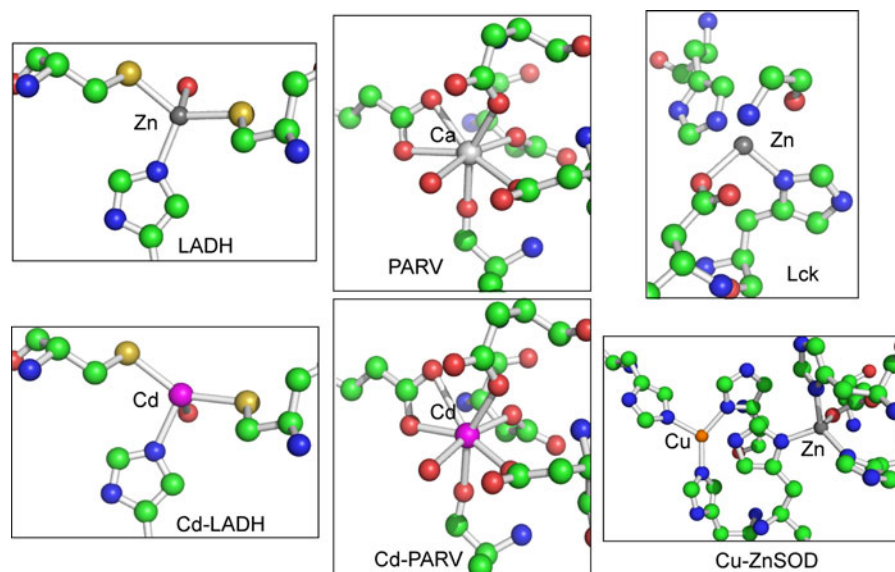 Zn
LADH
Ca
PARV
Zn
Lck
Cd
Cd-LADH
Cd
Cd-PARV
Cu
Zn
Cu-ZnSOD